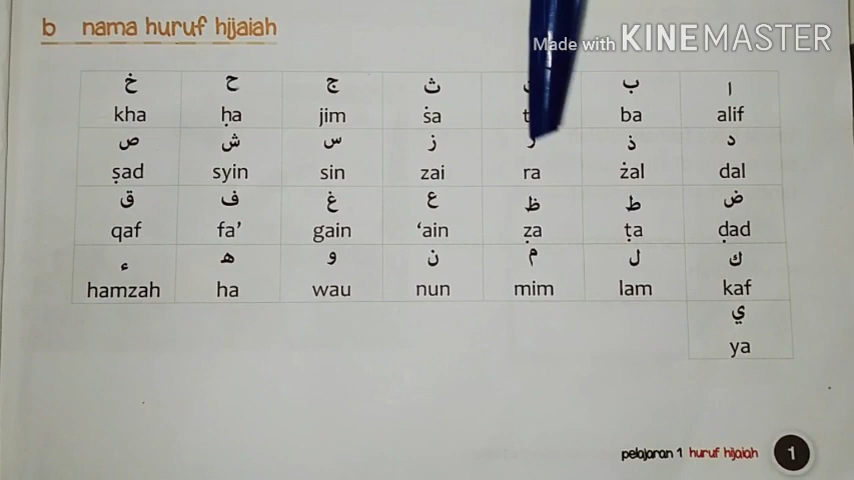 b nama huruf hijaiah
Made with KINEMASTER
ا ب ث ج ح خ
alif ba ṡa jim ḥa kha
د ذ ر ز س ش ص
dal żal ra zai sin syin ṣad
ض ط ظ ع غ ف ق
ḍad ṭa ẓa ‘ain gain fa’ qaf
ك ل م ن و ه ء
kaf lam mim nun wau ha hamzah
ي
ya
pelajaran 1 huruf hijaiah 1